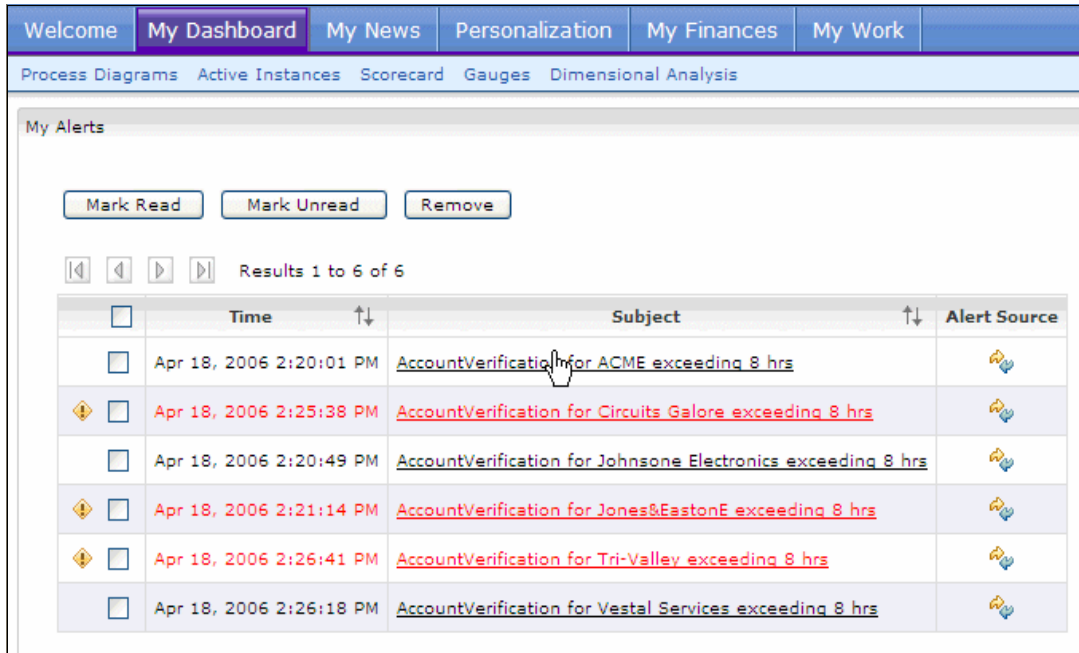 Welcome My Dashboard My News Personalization My Finances My Work
Process Diagrams Active Instances Scorecard Gauges Dimensional Analysis
My Alerts
Mark Read Mark Unread Remove
Results 1 to 6 of 6
Time Subject Alert Source
Apr 18, 2006 2:20:01 PM AccountVerification for ACME exceeding 8 hrs
Apr 18, 2006 2:25:38 PM AccountVerification for Circuits Galore exceeding 8 hrs
Apr 18, 2006 2:20:49 PM AccountVerification for Johnsone Electronics exceeding 8 hrs
Apr 18, 2006 2:21:14 PM AccountVerification for Jones&EastonE exceeding 8 hrs
Apr 18, 2006 2:26:41 PM AccountVerification for Tri-Valley exceeding 8 hrs
Apr 18, 2006 2:26:18 PM AccountVerification for Vestal Services exceeding 8 hrs